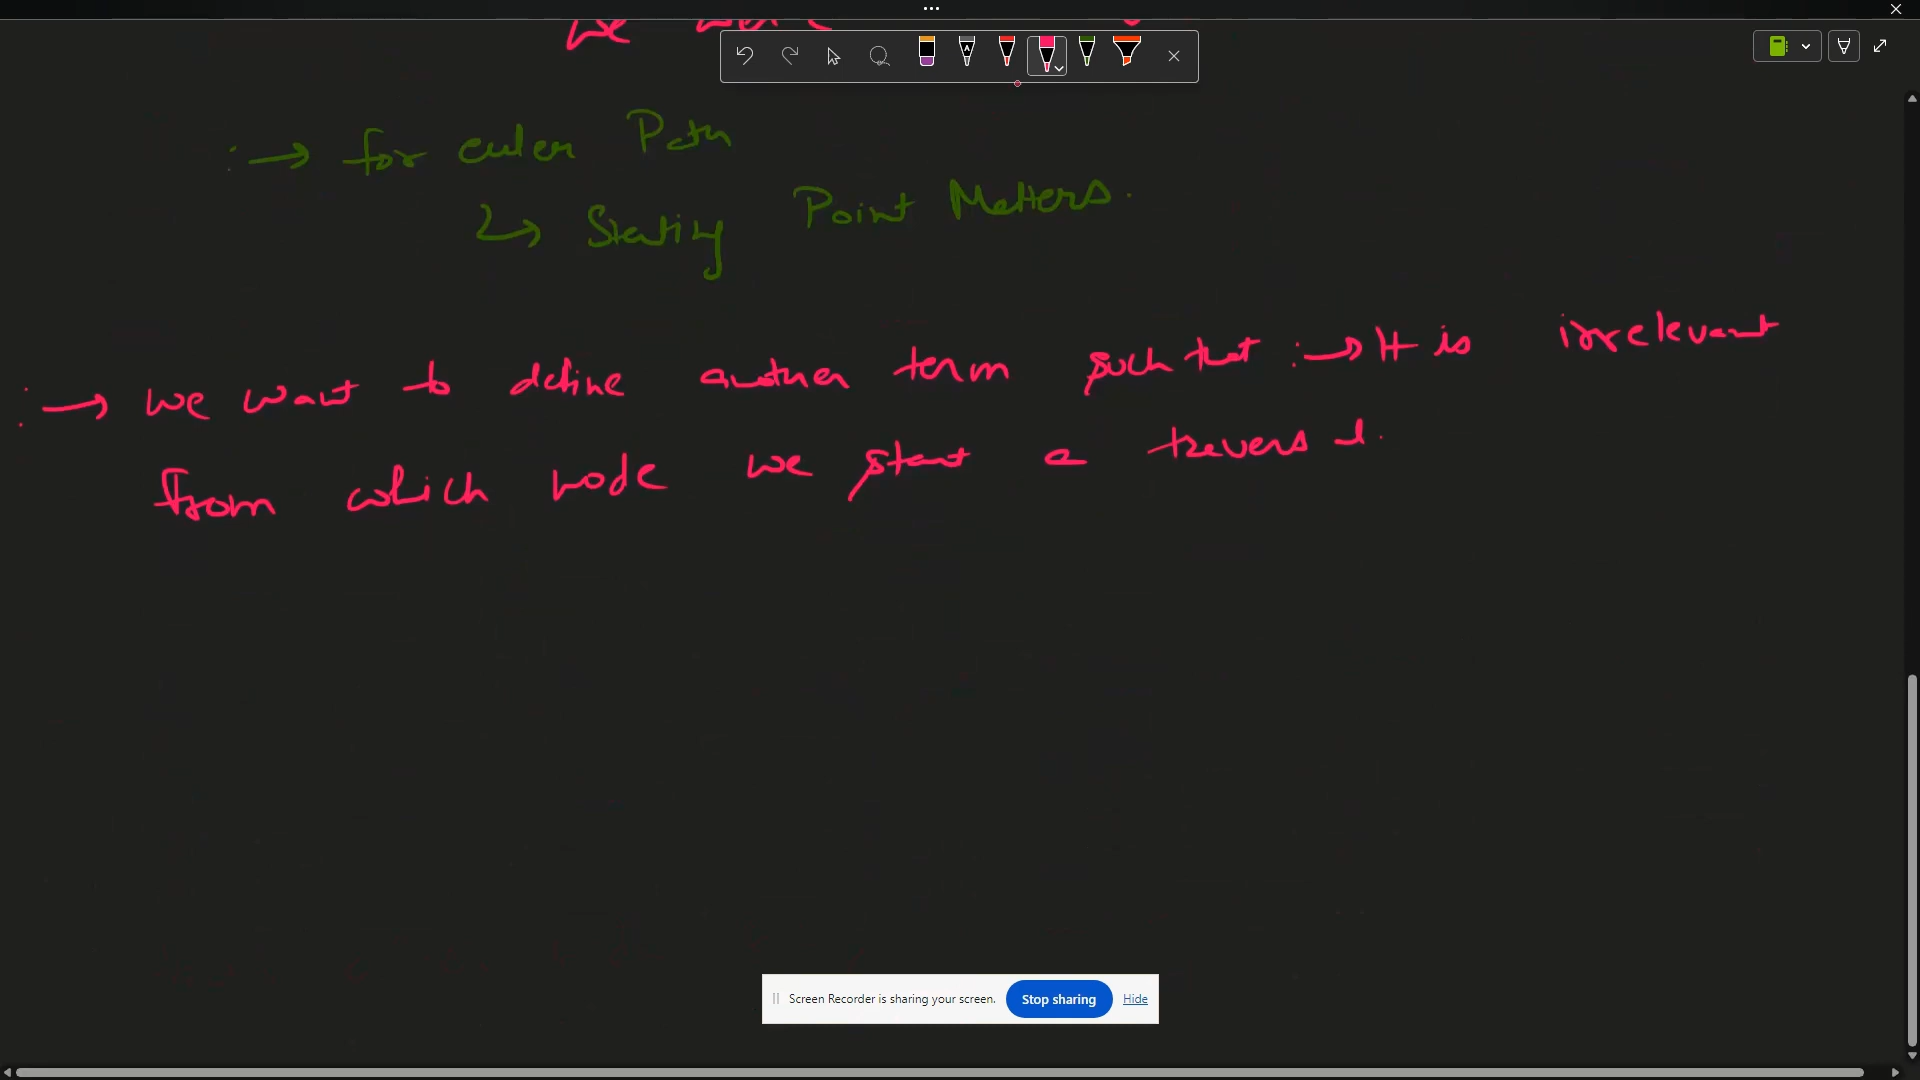 we
:→ for euler Path
↳ Starting Point Matters.
:→ we want to define another term such that :→ It is irrelevant
from which node we start a traversal.
Screen Recorder is sharing your screen. Stop sharing Hide